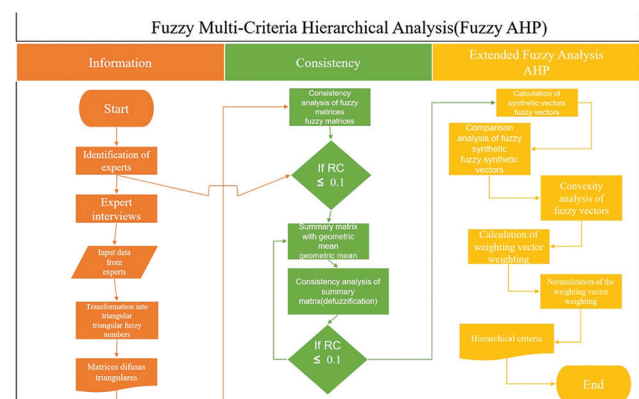 Fuzzy Multi-Criteria Hierarchical Analysis(Fuzzy AHP)
Information
Start
Identification of
experts
Expert
interviews
Input data
from
experts
Transformation into
triangular
triangular fuzzy
numbers
Matrices difusas
triangulares
Consistency
Consistency
analysis of fuzzy
matrices
fuzzy matrices
If RC
≤ 0.1
Summary matrix
with geometric
mean
geometric mean
Consistency analysis of
summary
matrix(defuzzification)
If RC
≤ 0.1
Extended Fuzzy Analysis
AHP
Calculation of
synthetic vectors
fuzzy vectors
Comparison
analysis of fuzzy
synthetic
fuzzy synthetic
vectors
Convexity
analysis of
fuzzy vectors
Calculation of
weighting vector
weighting
Normalization of the
weighting vector
weighting
Hierarchical criteria
End